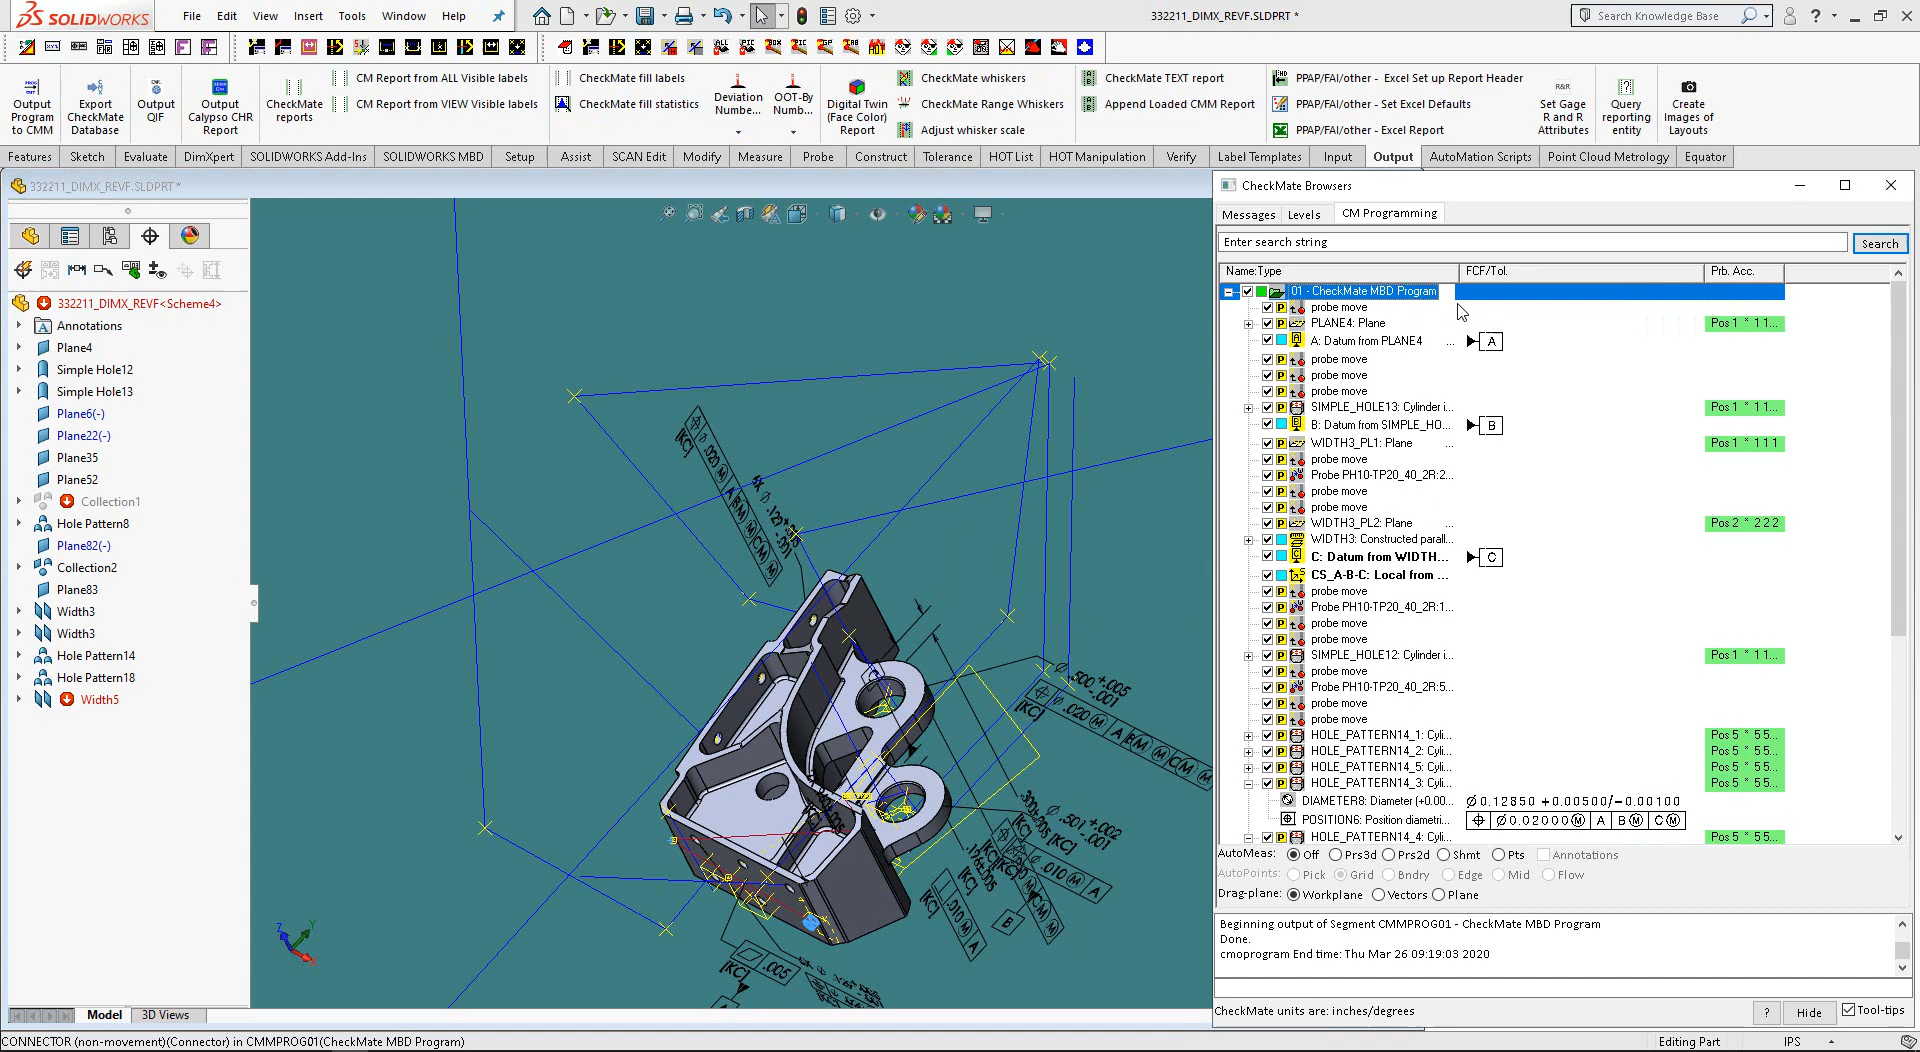 SOLIDWORKS
File Edit View Insert Tools Window Help
332211_DIMX_REVF.SLDPRT *
Search Knowledge Base
Output Program to CMM
Export CheckMate Database
Output QIF
Output Calypso CHR Report
CheckMate reports
CM Report from ALL Visible labels
CM Report from VIEW Visible labels
CheckMate fill labels
CheckMate fill statistics
Deviation Numbe...
OOT-By Numb...
Digital Twin (Face Color) Report
CheckMate whiskers
CheckMate Range Whiskers
Adjust whisker scale
CheckMate TEXT report
Append Loaded CMM Report
PPAP/FAI/other - Excel Set up Report Header
PPAP/FAI/other - Set Excel Defaults
PPAP/FAI/other - Excel Report
R&R
Set Gage R and R Attributes
Query reporting entity
Create Images of Layouts
Features Sketch Evaluate DimXpert SOLIDWORKS Add-Ins SOLIDWORKS MBD Setup Assist SCAN Edit Modify Measure Probe Construct Tolerance HOT List HOT Manipulation Verify Label Templates Input Output AutoMation Scripts Point Cloud Metrology Equator
332211_DIMX_REVF.SLDPRT *
332211_DIMX_REVF<Scheme4>
Annotations
Plane4
Simple Hole12
Simple Hole13
Plane6(-)
Plane22(-)
Plane35
Plane52
Collection1
Hole Pattern8
Plane82(-)
Collection2
Plane83
Width3
Width3
Hole Pattern14
Hole Pattern18
Width5
Model 3D Views
CheckMate Browsers
Messages Levels CM Programming
Enter search string
Search
Name:Type FCF/Tol. Prb. Acc.
01 - CheckMate MBD Program
probe move
PLANE4: Plane Pos 1 * 1 1...
A: Datum from PLANE4 ... A
probe move
probe move
probe move
SIMPLE_HOLE13: Cylinder i... Pos 1 * 1 1...
B: Datum from SIMPLE_HO... B
WIDTH3_PL1: Plane ... Pos 1 * 1 1 1
probe move
Probe PH10-TP20_40_2R:2...
probe move
probe move
WIDTH3_PL2: Plane ... Pos 2 * 2 2 2
WIDTH3: Constructed parall...
C: Datum from WIDTH... C
CS_A-B-C: Local from ...
probe move
Probe PH10-TP20_40_2R:1...
probe move
probe move
SIMPLE_HOLE12: Cylinder i... Pos 1 * 1 1...
probe move
Probe PH10-TP20_40_2R:5...
probe move
probe move
HOLE_PATTERN14_1: Cyli... Pos 5 * 5 5...
HOLE_PATTERN14_2: Cyli... Pos 5 * 5 5...
HOLE_PATTERN14_5: Cyli... Pos 5 * 5 5...
HOLE_PATTERN14_3: Cyli... Pos 5 * 5 5...
DIAMETER8: Diameter (+0.00... Ø0.12850 +0.00500/-0.00100
POSITION6: Position diametri... ⌖ Ø0.02000Ⓜ A BⓂ CⓂ
HOLE_PATTERN14_4: Cyli... Pos 5 * 5 5...
AutoMeas: Off Prs3d Prs2d Shmt Pts Annotations
AutoPoints: Pick Grid Bndry Edge Mid Flow
Drag-plane: Workplane Vectors Plane
Beginning output of Segment CMMPROG01 - CheckMate MBD Program
Done.
cmoprogram End time: Thu Mar 26 09:19:03 2020
CheckMate units are: inches/degrees
? Hide Tool-tips
CONNECTOR (non-movement)(Connector) in CMMPROG01(CheckMate MBD Program)
Editing Part IPS